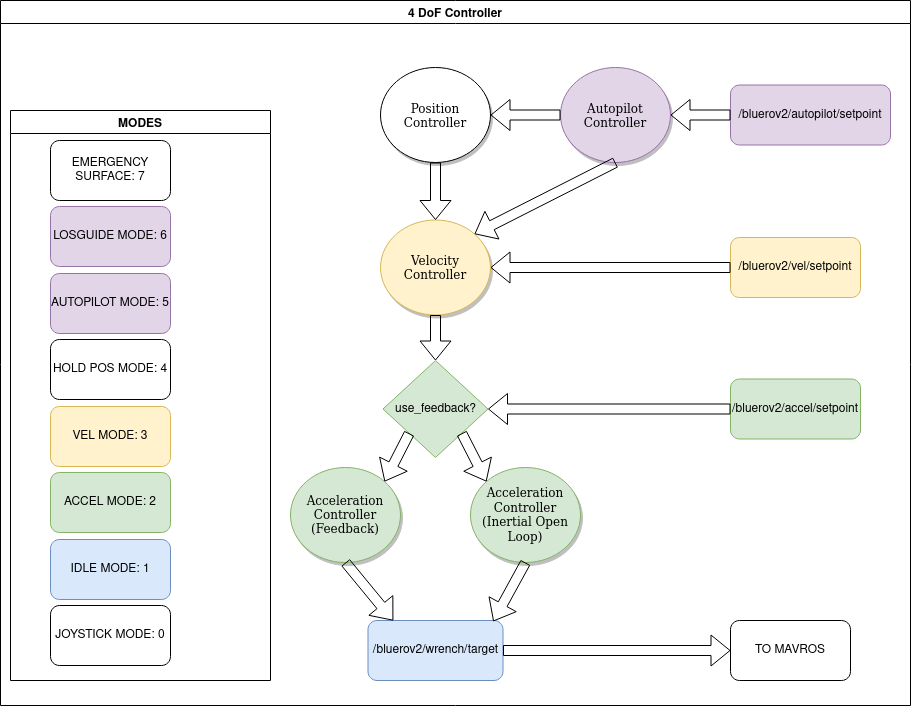 4 DoF Controller
MODES
EMERGENCY
SURFACE: 7
LOSGUIDE MODE: 6
AUTOPILOT MODE: 5
HOLD POS MODE: 4
VEL MODE: 3
ACCEL MODE: 2
IDLE MODE: 1
JOYSTICK MODE: 0
Position
Controller
Autopilot
Controller
/bluerov2/autopilot/setpoint
Velocity
Controller
/bluerov2/vel/setpoint
use_feedback?
/bluerov2/accel/setpoint
Acceleration
Controller
(Feedback)
Acceleration
Controller
(Inertial Open
Loop)
/bluerov2/wrench/target
TO MAVROS